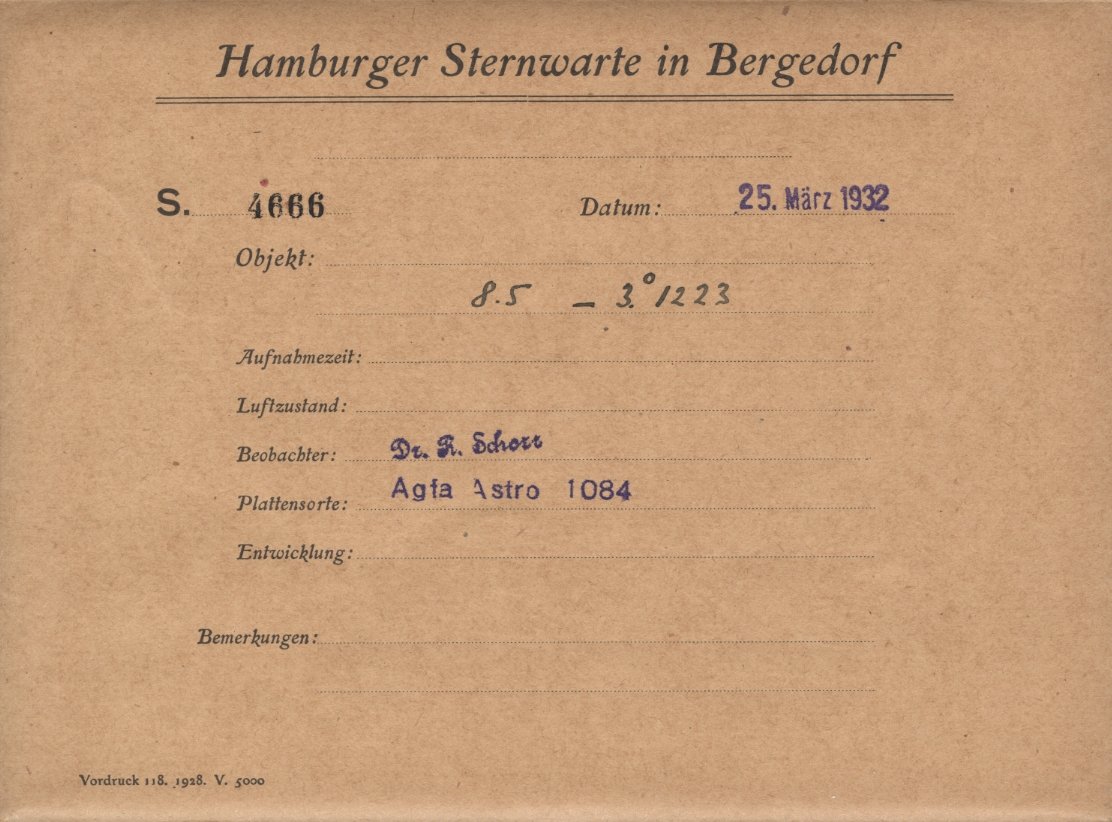 Hamburger Sternwarte in Bergedorf
S. 4666 Datum: 25. März 1932
Objekt:
8.5 – 3.° 1223
Aufnahmezeit:
Luftzustand:
Beobachter: Dr. R. Schorr
Plattensorte: Agfa Astro 1084
Entwicklung:
Bemerkungen:
Vordruck 118. 1928. V. 5000